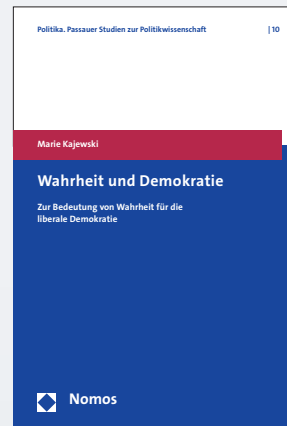 Politika. Passauer Studien zur Politikwissenschaft | 10
Marie Kajewski
Wahrheit und Demokratie
Zur Bedeutung von Wahrheit für die
liberale Demokratie
Nomos